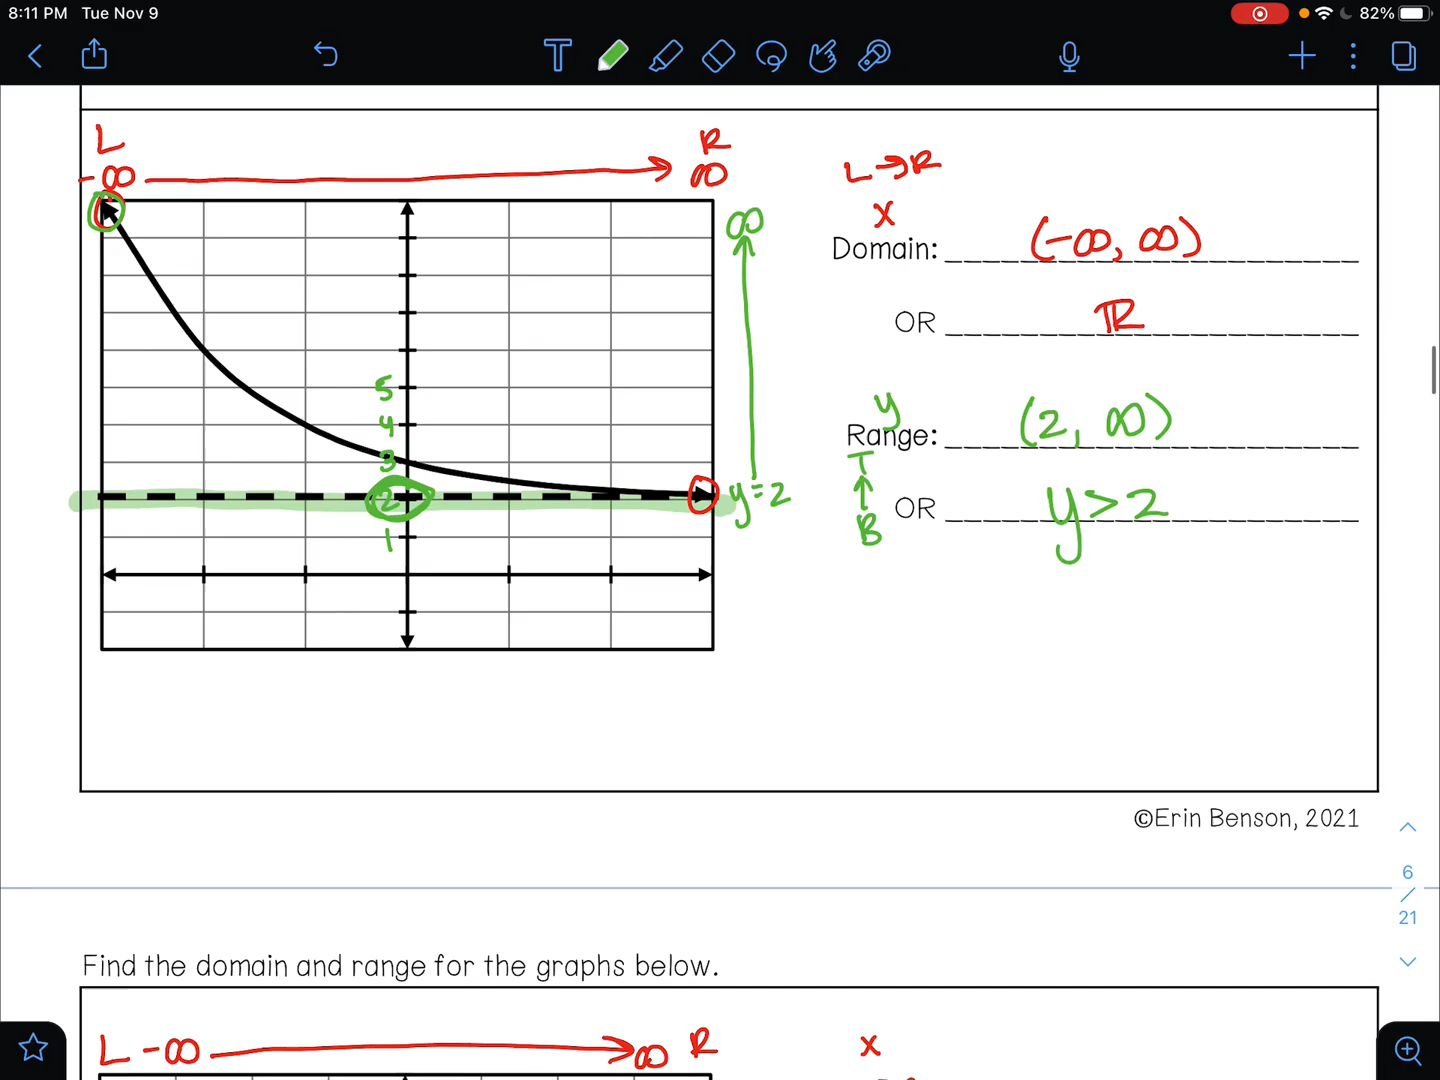 8:11 PM Tue Nov 9
82%
T
L
R
-∞
∞
L→R
x
Domain: (-∞, ∞)
OR ℝ
∞
5
4
3
2
1
y=2
y
Range: (2, ∞)
T
↑
B
OR y>2
©Erin Benson, 2021
6
/
21
Find the domain and range for the graphs below.
L -∞
∞ R
x